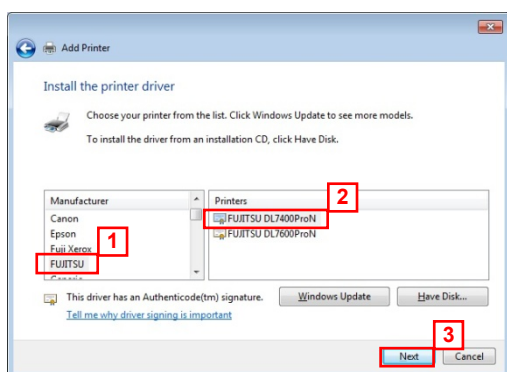 Add Printer
Install the printer driver
Choose your printer from the list. Click Windows Update to see more models.
To install the driver from an installation CD, click Have Disk.
Manufacturer
Canon
Epson
Fuji Xerox
FUJITSU
Generic
1
Printers
2
FUJITSU DL7400ProN
FUJITSU DL7600ProN
This driver has an Authenticode(tm) signature.
Tell me why driver signing is important
Windows Update
Have Disk...
3
Next
Cancel